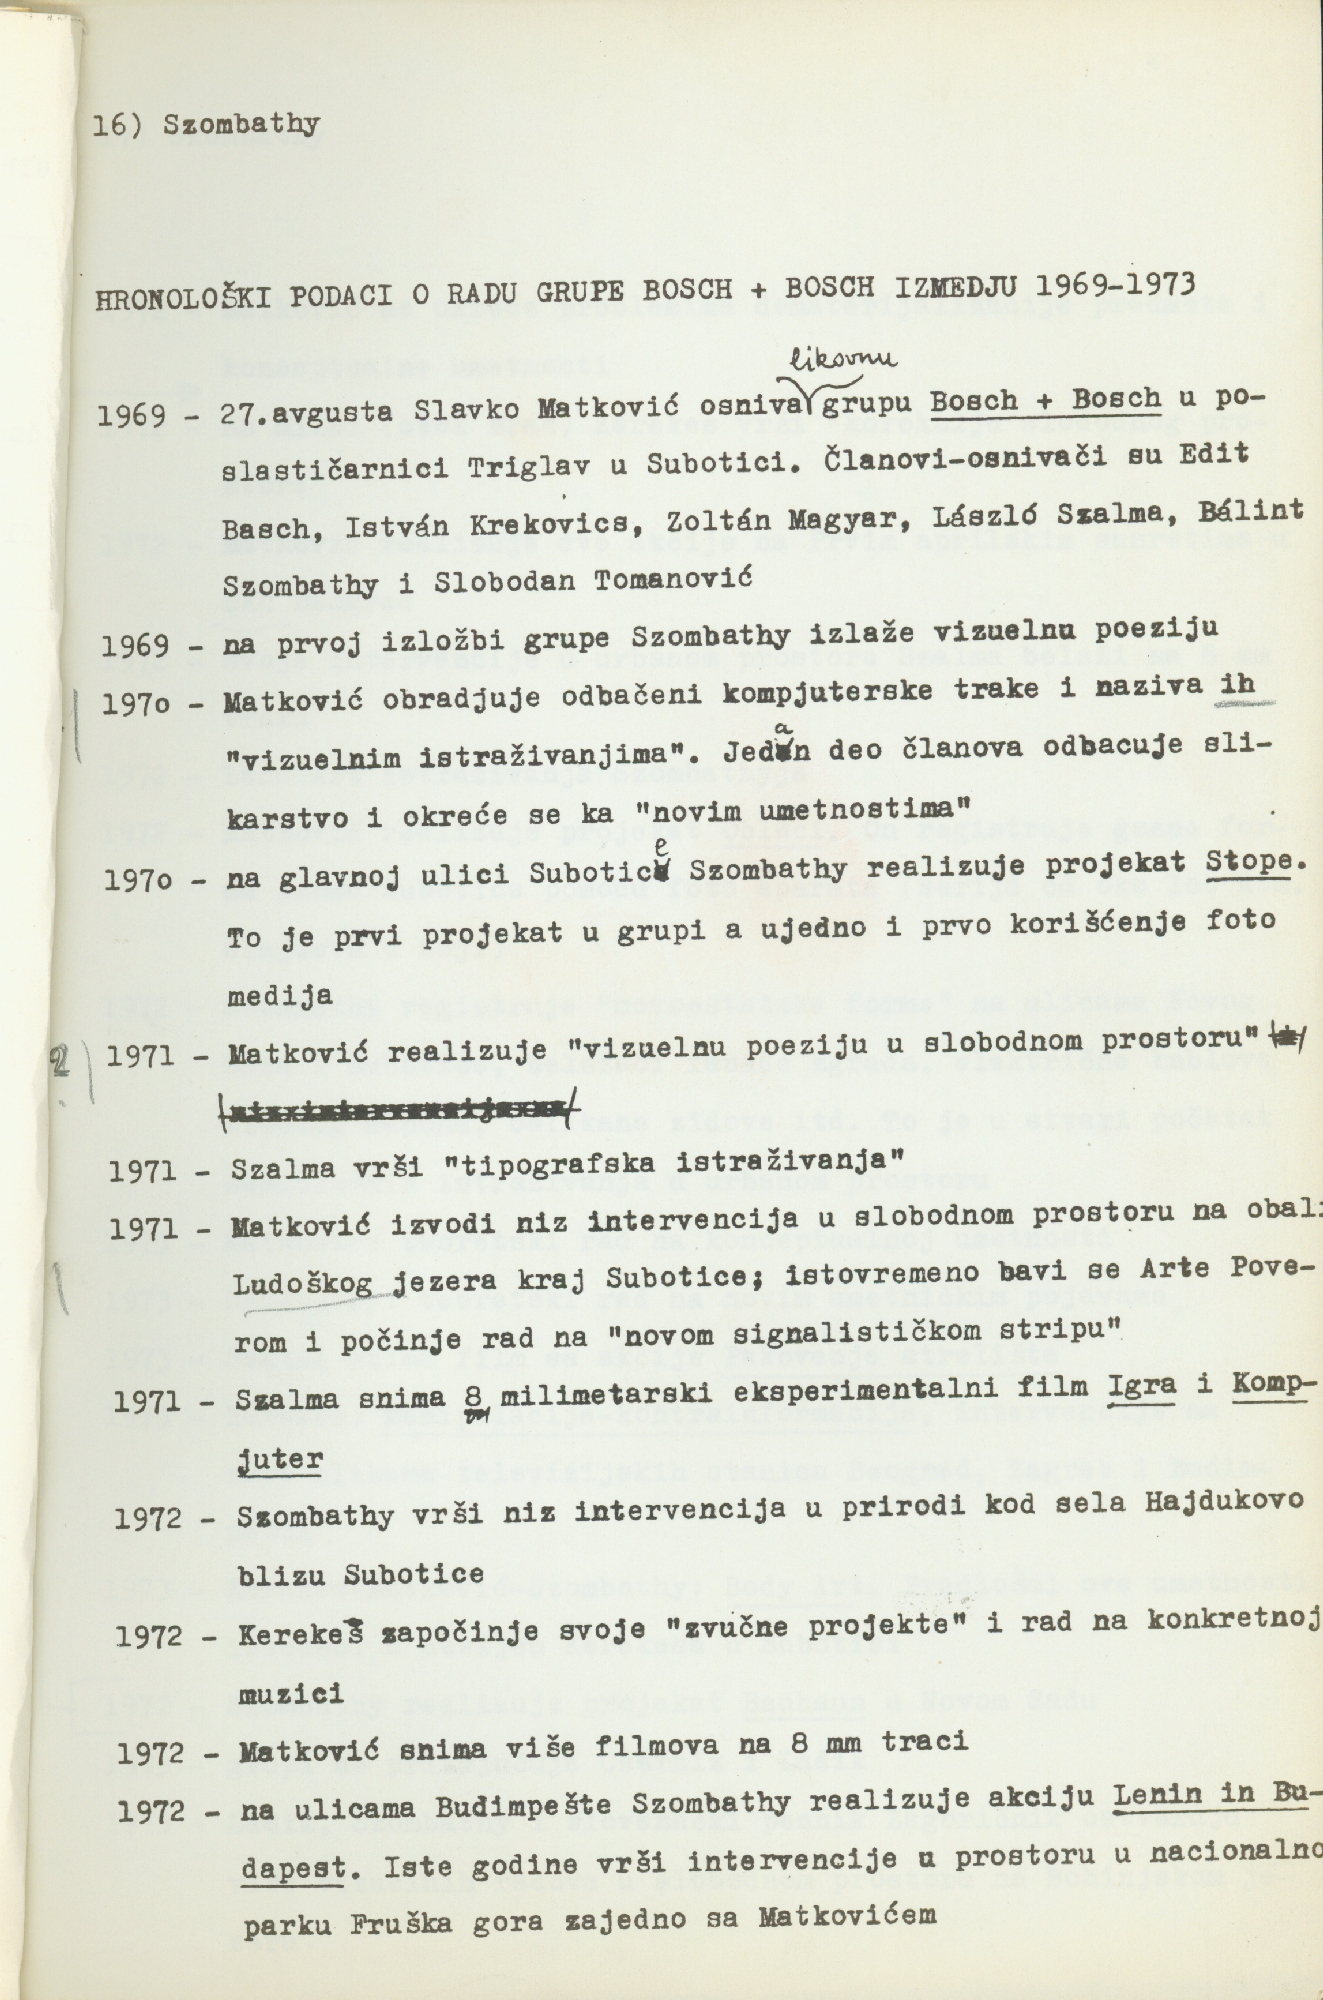 16) Szombathy
HRONOLOŠKI PODACI O RADU GRUPE BOSCH + BOSCH IZMEDJU 1969-1973
likovnu
1969 - 27.avgusta Slavko Matković osniva grupu Bosch + Bosch u po-
slastičarnici Triglav u Subotici. Članovi-osnivači su Edit
Basch, István Krekovics, Zoltán Magyar, László Szalma, Bálint
Szombathy i Slobodan Tomanović
1969 - na prvoj izložbi grupe Szombathy izlaže vizuelnu poeziju
197o - Matković obradjuje odbačeni kompjuterske trake i naziva ih
"vizuelnim istraživanjima". Jedan deo članova odbacuje sli-
karstvo i okreće se ka "novim umetnostima"
197o - na glavnoj ulici Subotice Szombathy realizuje projekat Stope.
To je prvi projekat u grupi a ujedno i prvo korišćenje foto
medija
2 1971 - Matković realizuje "vizuelnu poeziju u slobodnom prostoru"
1971 - Szalma vrši "tipografska istraživanja"
1971 - Matković izvodi niz intervencija u slobodnom prostoru na obali
Ludoškog jezera kraj Subotice; istovremeno bavi se Arte Pove-
rom i počinje rad na "novom signalističkom stripu"
1971 - Szalma snima 8 milimetarski eksperimentalni film Igra i Komp-
juter
1972 - Szombathy vrši niz intervencija u prirodi kod sela Hajdukovo
blizu Subotice
1972 - Kerekes započinje svoje "zvučne projekte" i rad na konkretnoj
muzici
1972 - Matković snima više filmova na 8 mm traci
1972 - na ulicama Budimpešte Szombathy realizuje akciju Lenin in Bu-
dapest. Iste godine vrši intervencije u prostoru u nacionalno
parku Fruška gora zajedno sa Matkovićem